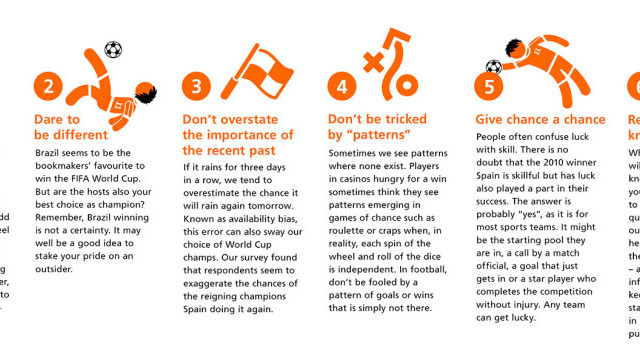 dd
eel
g
er,
to
.
2
Dare to
be different
Brazil seems to be the
bookmakers' favourite to
win the FIFA World Cup.
But are the hosts also your
best choice as champion?
Remember, Brazil winning
is not a certainty. It may
well be a good idea to
stake your pride on an
outsider.
3
Don't overstate
the importance of
the recent past
If it rains for three days
in a row, we tend to
overestimate the chance it
will rain again tomorrow.
Known as availability bias,
this error can also sway our
choice of World Cup
champs. Our survey found
that respondents seem to
exaggerate the chances of
the reigning champions
Spain doing it again.
4
Don't be tricked
by "patterns"
Sometimes we see patterns
where none exist. Players
in casinos hungry for a win
sometimes think they see
patterns emerging in
games of chance such as
roulette or craps when, in
reality, each spin of the
wheel and roll of the dice
is independent. In football,
don't be fooled by a
pattern of goals or wins
that is simply not there.
5
Give chance a chance
People often confuse luck
with skill. There is no
doubt that the 2010 winner
Spain is skillful but has luck
also played a part in their
success. The answer is
probably "yes", as it is for
most sports teams. It might
be the starting pool they
are in, a call by a match
official, a goal that just
gets in or a star player who
completes the competition
without injury. Any team
can get lucky.
6
Re
kn
Wh
wil
kno
you
to
qu
ou
he
the
– a
inf
kee
sta
in
pu